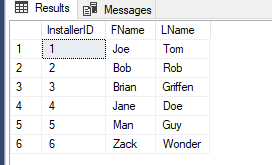 Results Messages
InstallerID FName LName
1 1 Joe Tom
2 2 Bob Rob
3 3 Brian Griffen
4 4 Jane Doe
5 5 Man Guy
6 6 Zack Wonder